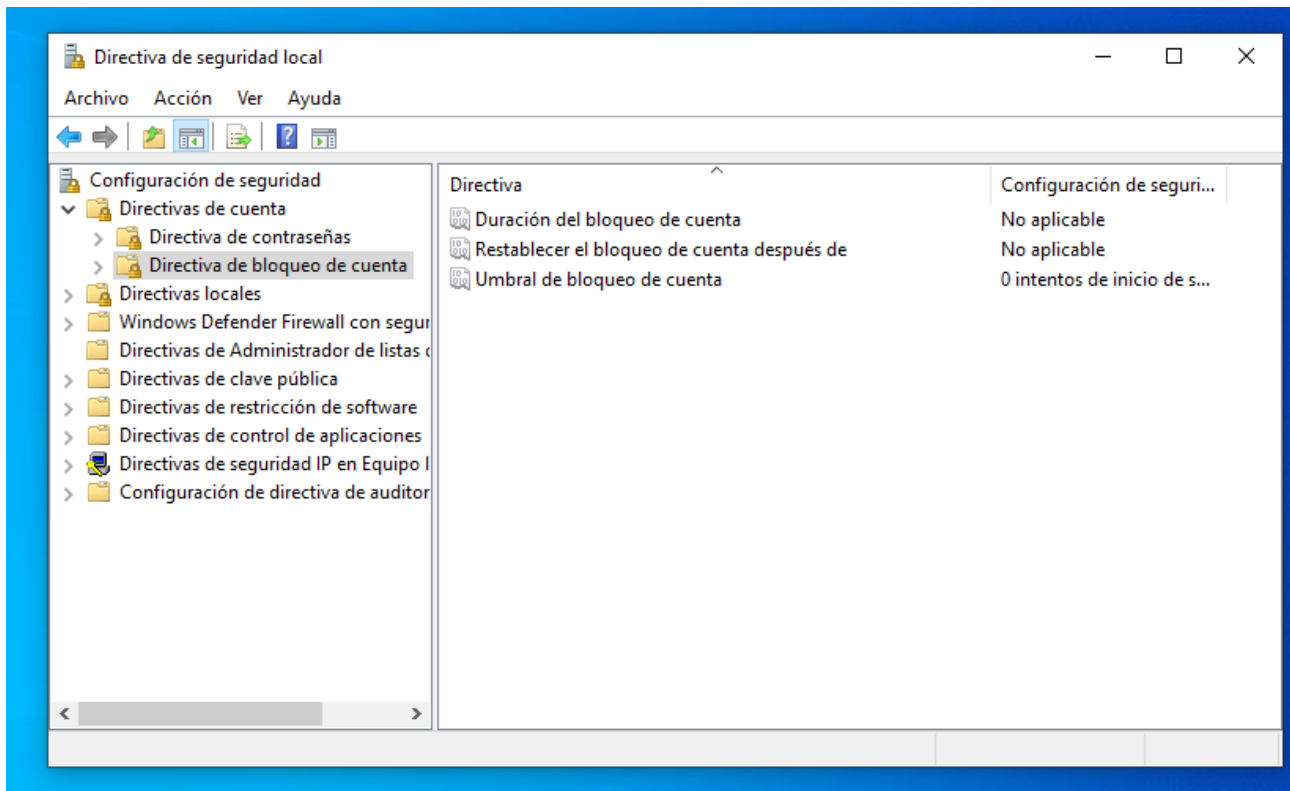 Directiva de seguridad local
Archivo Acción Ver Ayuda
Configuración de seguridad
Directivas de cuenta
Directiva de contraseñas
Directiva de bloqueo de cuenta
Directivas locales
Windows Defender Firewall con segur
Directivas de Administrador de listas
Directivas de clave pública
Directivas de restricción de software
Directivas de control de aplicaciones
Directivas de seguridad IP en Equipo
Configuración de directiva de auditor
Directiva Configuración de seguri...
Duración del bloqueo de cuenta No aplicable
Restablecer el bloqueo de cuenta después de No aplicable
Umbral de bloqueo de cuenta 0 intentos de inicio de s...